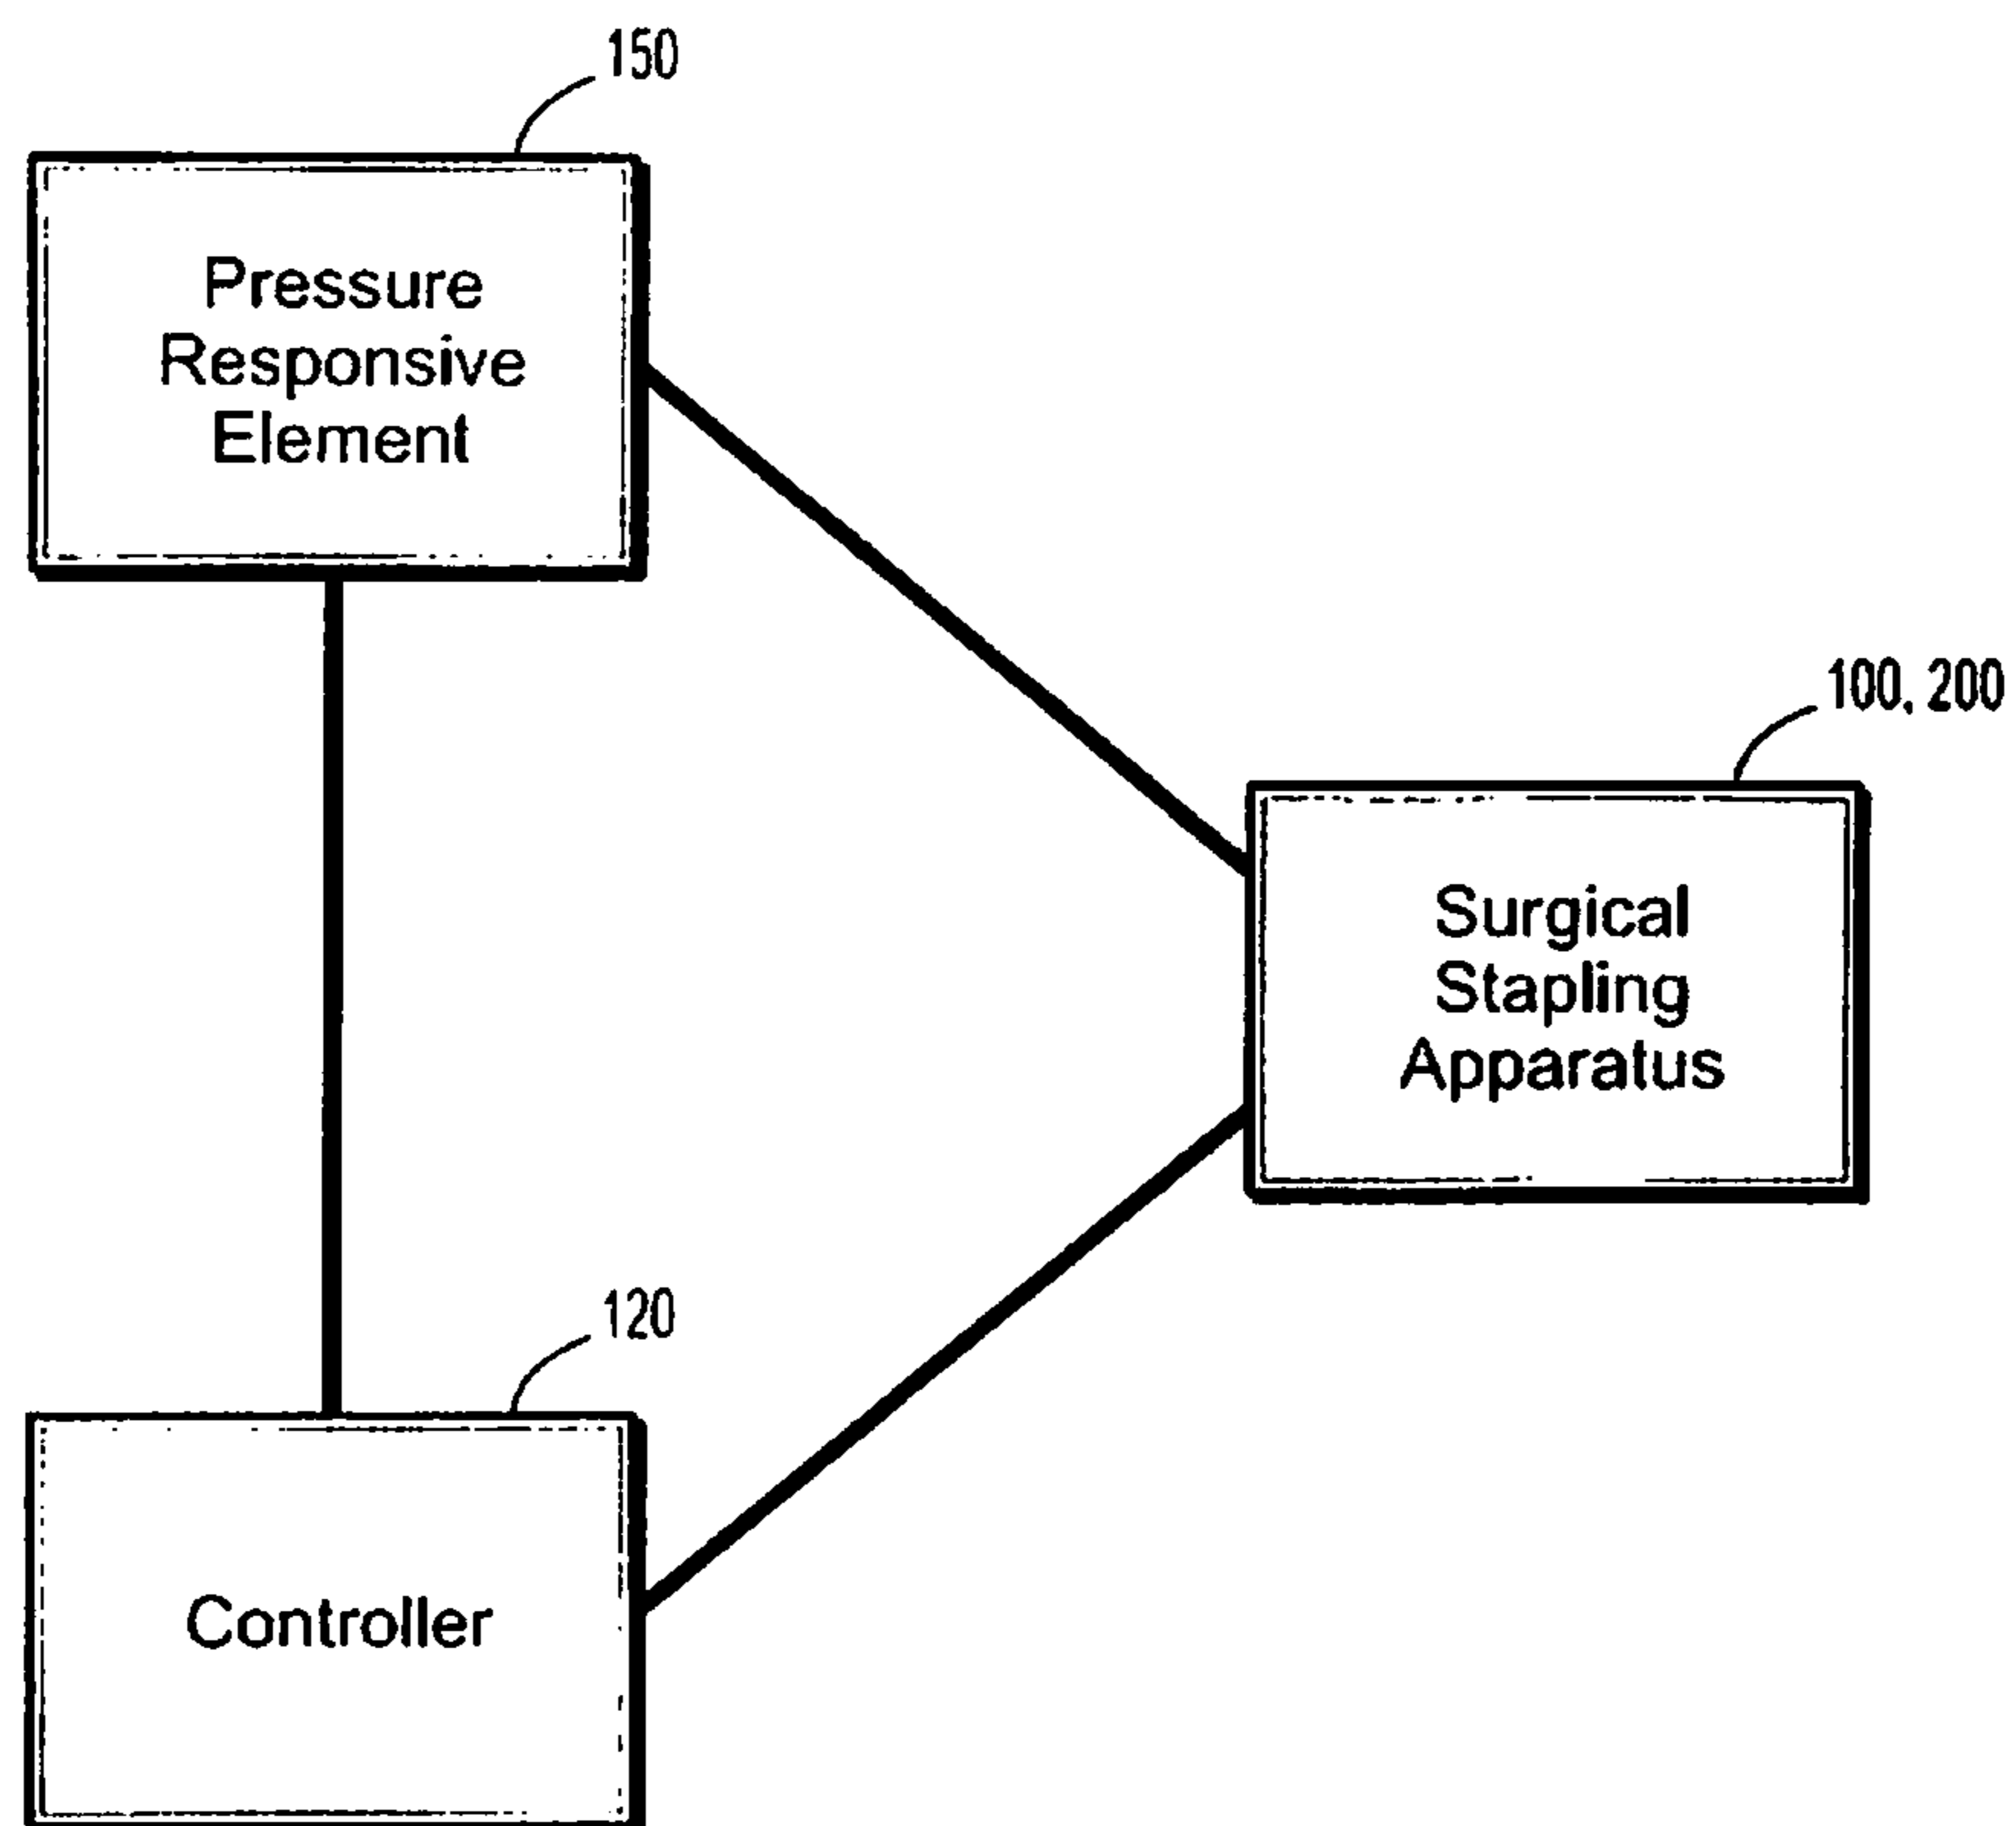 150
Pressure
Responsive
Element
100, 200
Surgical
Stapling
Apparatus
120
Controller